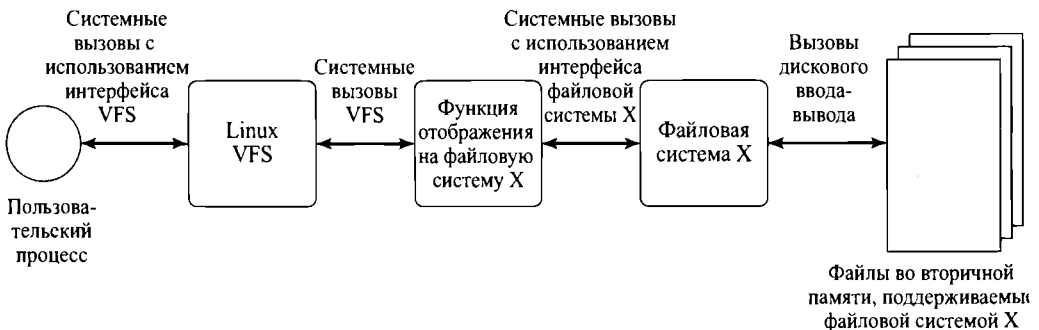 Системные
вызовы с
использованием
интерфейса
VFS
Пользова-
тельский
процесс
Linux
VFS
Системные
вызовы
VFS
Функция
отображения
на файловую
систему X
Системные вызовы
с использованием
интерфейса
файловой
системы X
Файловая
система X
Вызовы
дискового
ввода-
вывода
Файлы во вторичной
памяти, поддерживаемы
файловой системой X